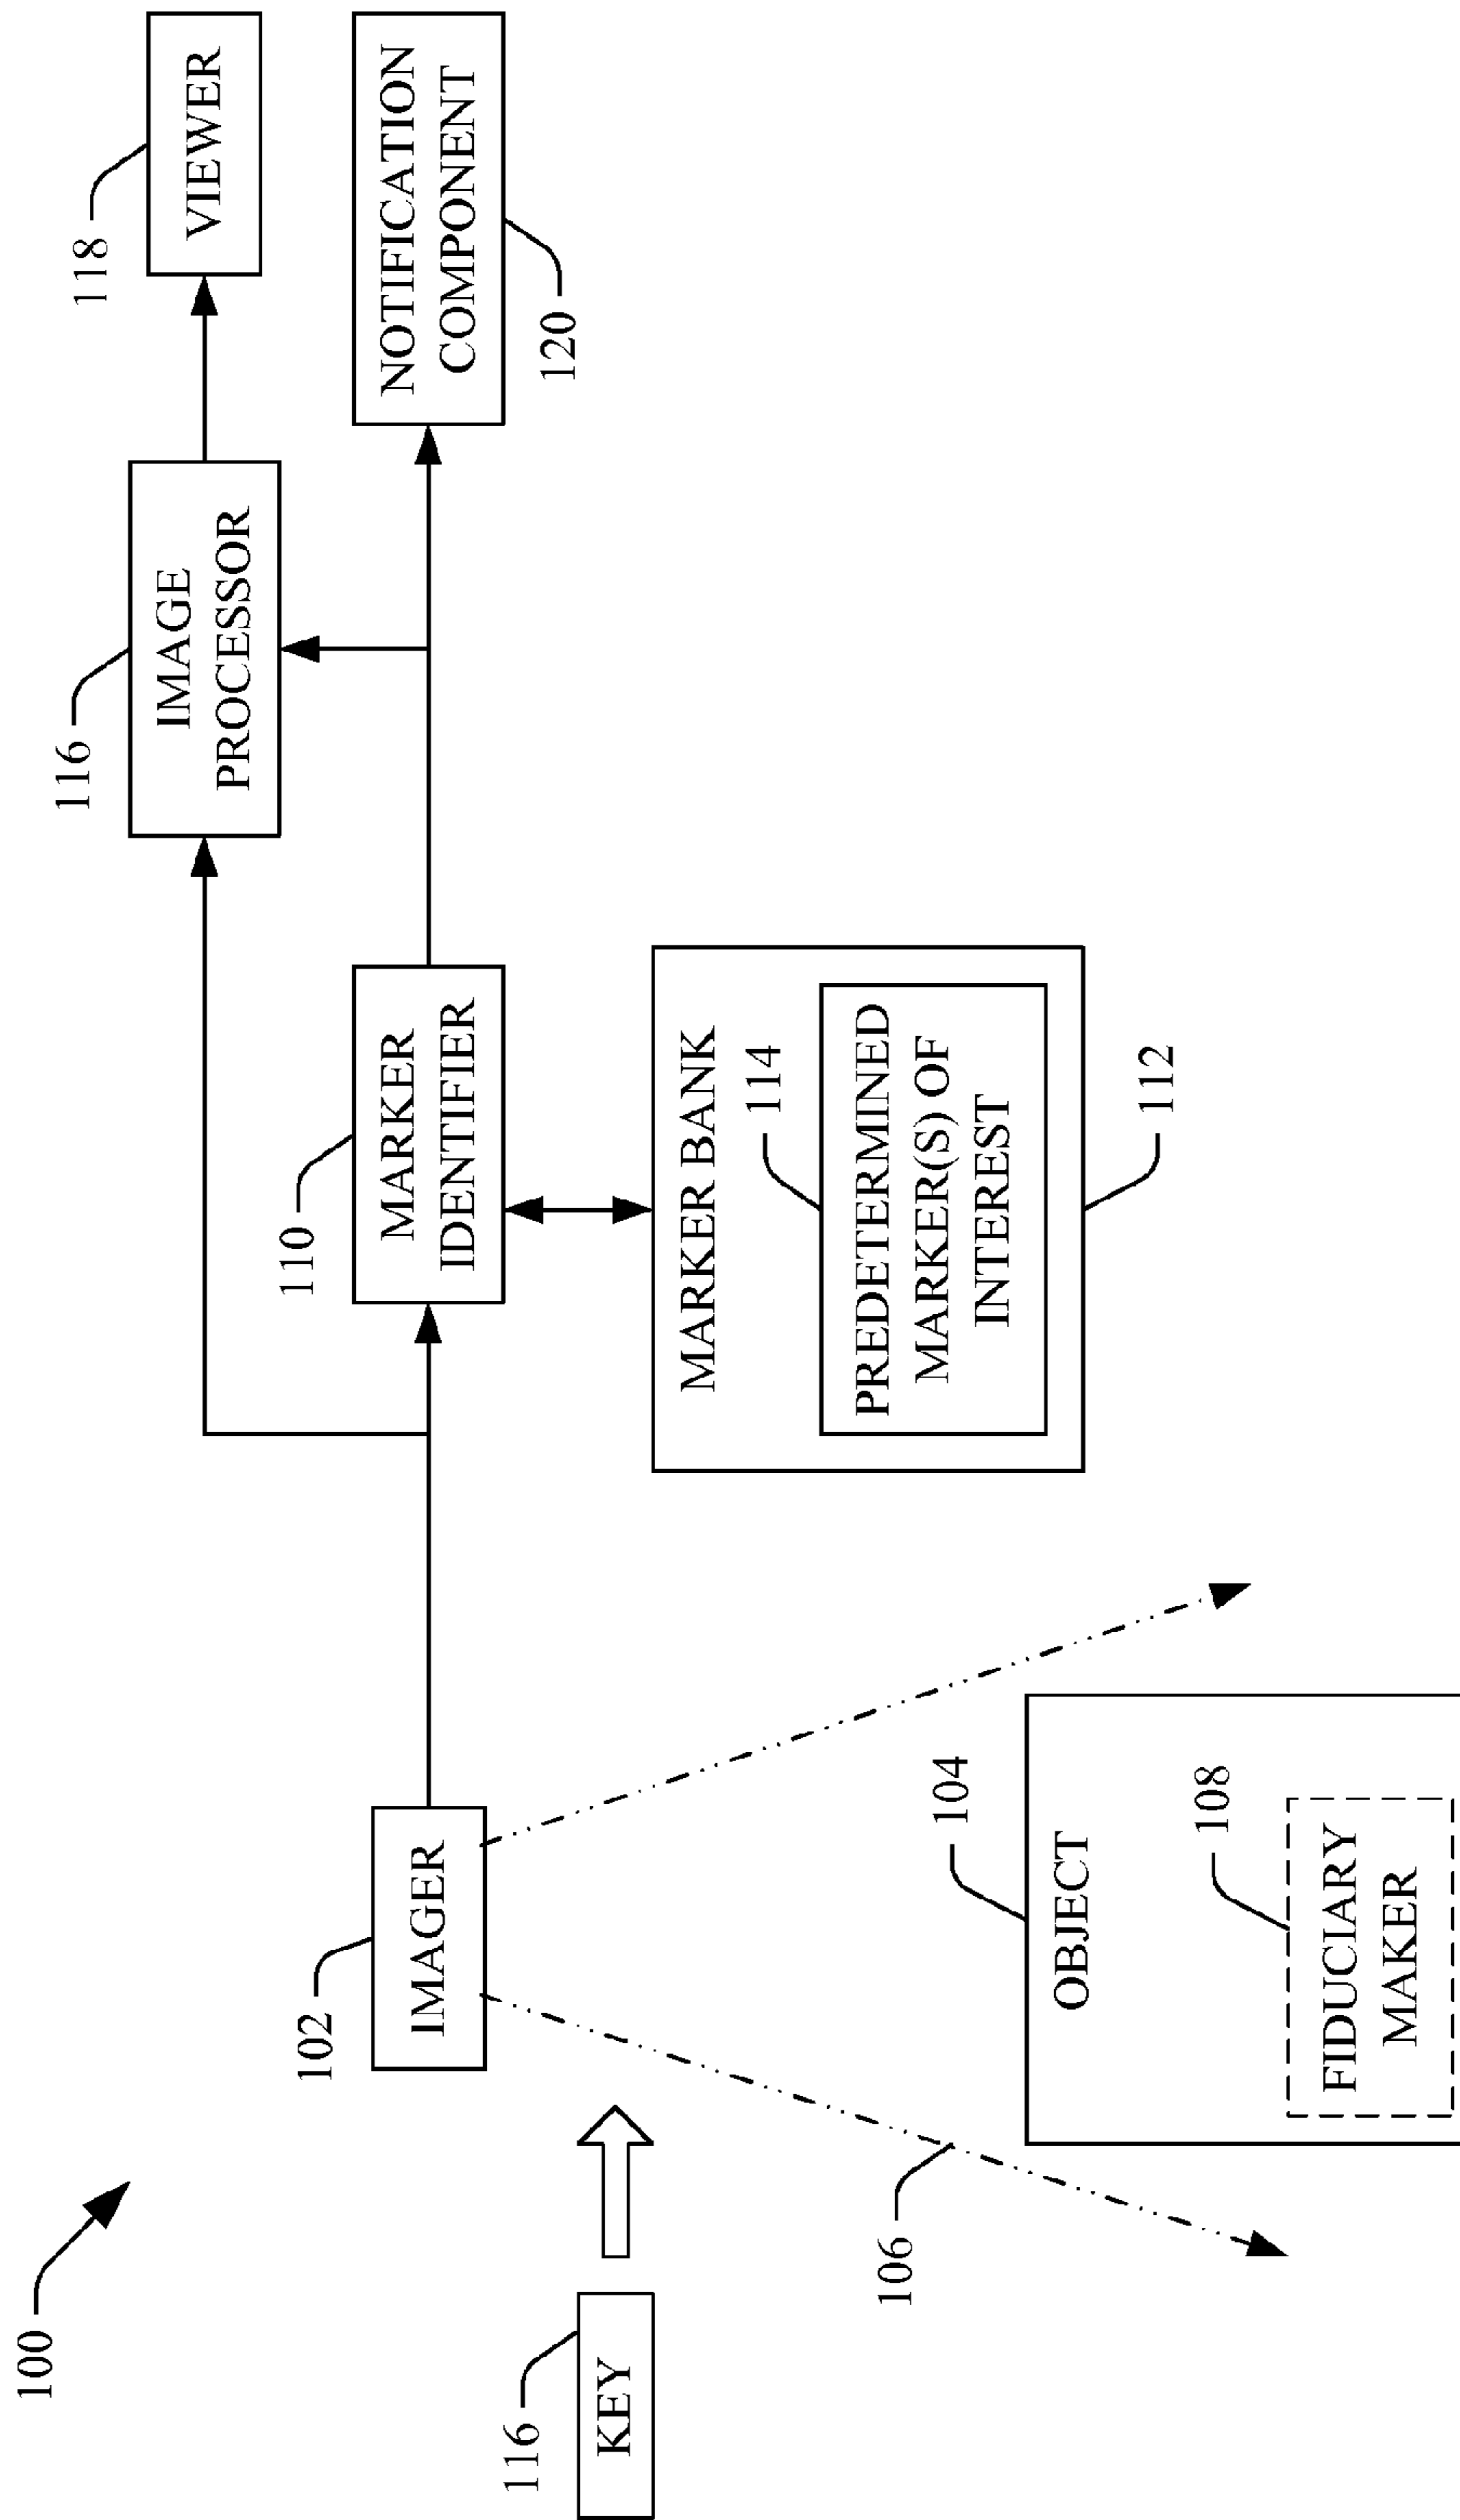 100
118
VIEWER
116
IMAGE
PROCESSOR
NOTIFICATION
COMPONENT
120
110
MARKER
IDENTIFIER
102
IMAGER
MARKER BANK
114
PREDETERMINED
MARKER(S) OF
INTEREST
112
116
KEY
106
104
OBJECT
108
FIDUCIARY
MAKER